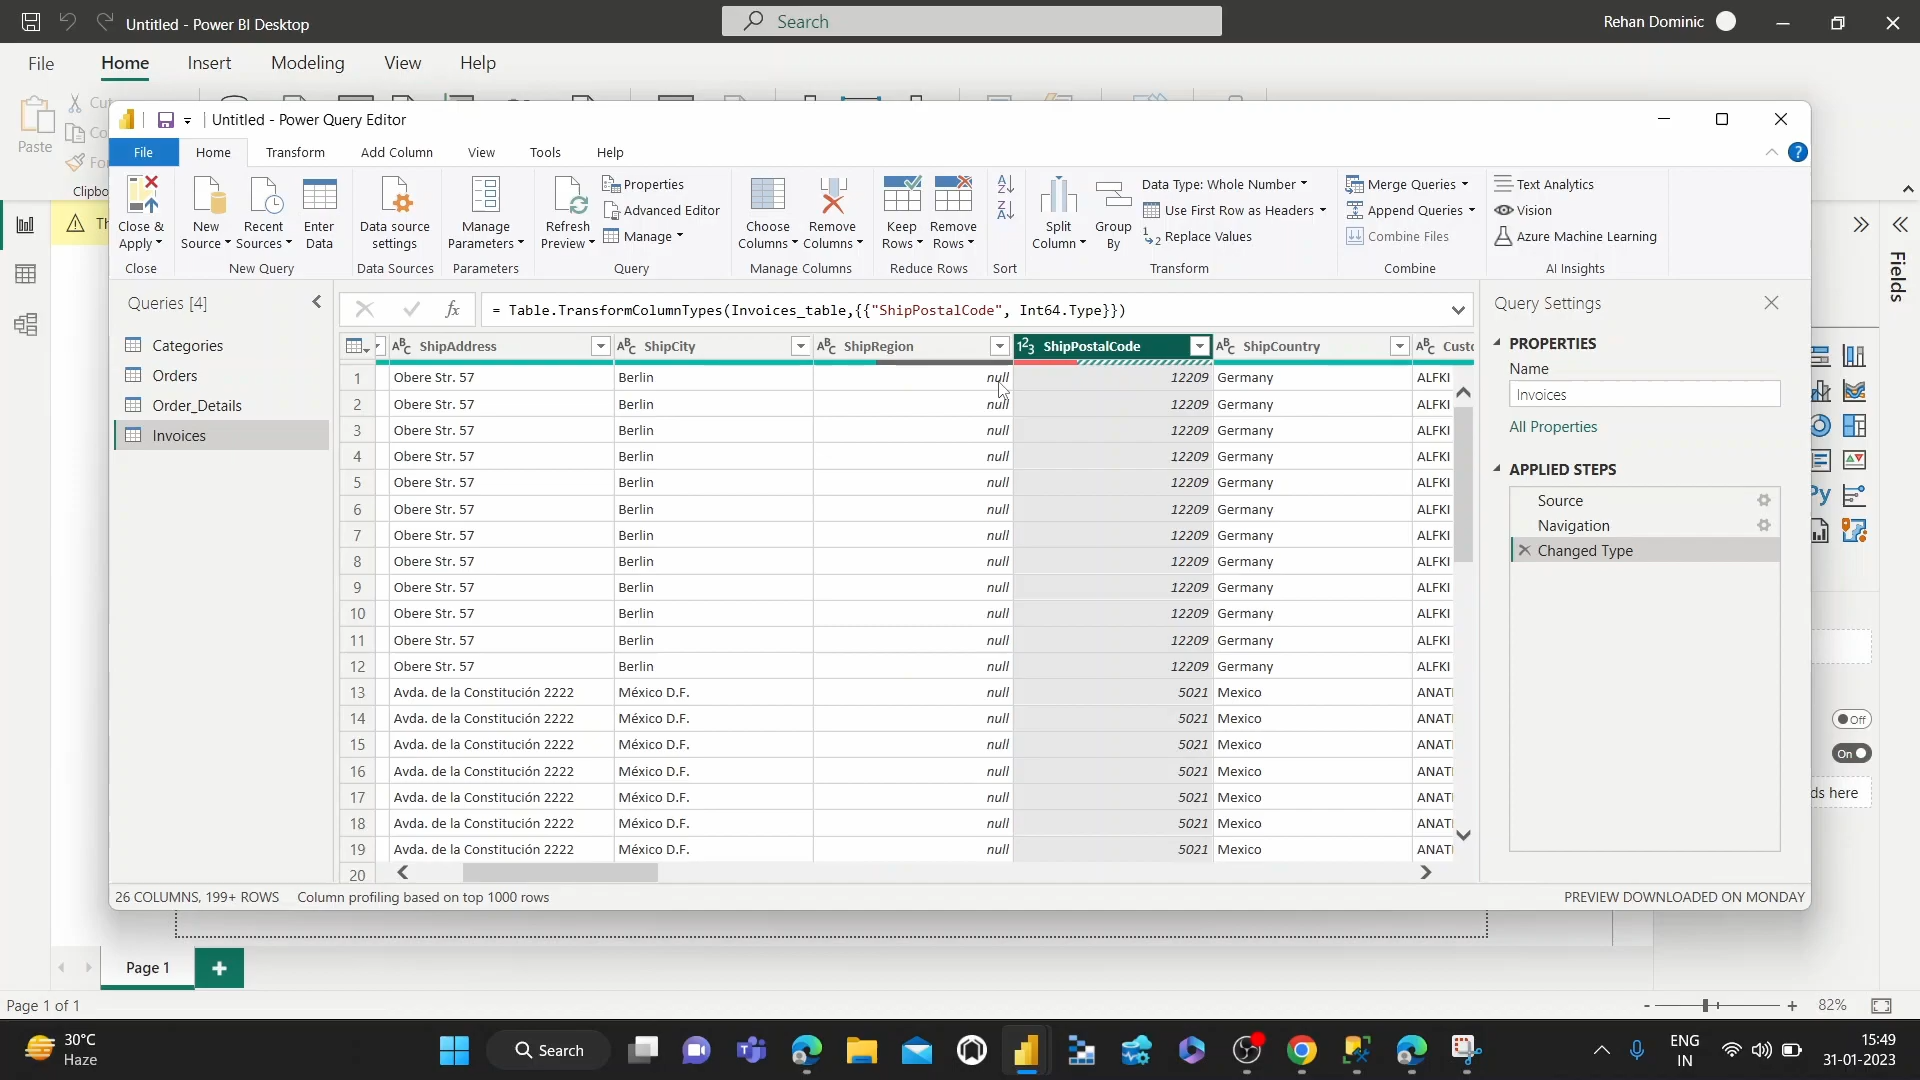 Untitled - Power BI Desktop
Search
Rehan Dominic
File Home Insert Modeling View Help
Paste
Clipbo
Untitled - Power Query Editor
File Home Transform Add Column View Tools Help
Close & Apply
New Source
Recent Sources
Enter Data
Data source settings
Manage Parameters
Refresh Preview
Properties
Advanced Editor
Manage
Choose Columns
Remove Columns
Keep Rows
Remove Rows
Split Column
Group By
Data Type: Whole Number
Use First Row as Headers
Replace Values
Merge Queries
Append Queries
Combine Files
Text Analytics
Vision
Azure Machine Learning
Close New Query Data Sources Parameters Query Manage Columns Reduce Rows Sort Transform Combine AI Insights
Fields
Queries [4]
Categories
Orders
Order_Details
Invoices
= Table.TransformColumnTypes(Invoices_table,{{"ShipPostalCode", Int64.Type}})
ShipAddress ShipCity ShipRegion ShipPostalCode ShipCountry Custo
1 Obere Str. 57 Berlin null 12209 Germany ALFKI
2 Obere Str. 57 Berlin null 12209 Germany ALFKI
3 Obere Str. 57 Berlin null 12209 Germany ALFKI
4 Obere Str. 57 Berlin null 12209 Germany ALFKI
5 Obere Str. 57 Berlin null 12209 Germany ALFKI
6 Obere Str. 57 Berlin null 12209 Germany ALFKI
7 Obere Str. 57 Berlin null 12209 Germany ALFKI
8 Obere Str. 57 Berlin null 12209 Germany ALFKI
9 Obere Str. 57 Berlin null 12209 Germany ALFKI
10 Obere Str. 57 Berlin null 12209 Germany ALFKI
11 Obere Str. 57 Berlin null 12209 Germany ALFKI
12 Obere Str. 57 Berlin null 12209 Germany ALFKI
13 Avda. de la Constitución 2222 México D.F. null 5021 Mexico ANAT
14 Avda. de la Constitución 2222 México D.F. null 5021 Mexico ANAT
15 Avda. de la Constitución 2222 México D.F. null 5021 Mexico ANAT
16 Avda. de la Constitución 2222 México D.F. null 5021 Mexico ANAT
17 Avda. de la Constitución 2222 México D.F. null 5021 Mexico ANAT
18 Avda. de la Constitución 2222 México D.F. null 5021 Mexico ANAT
19 Avda. de la Constitución 2222 México D.F. null 5021 Mexico ANAT
20
Query Settings
PROPERTIES
Name
Invoices
All Properties
APPLIED STEPS
Source
Navigation
Changed Type
Off
On
ds here
26 COLUMNS, 199+ ROWS Column profiling based on top 1000 rows
PREVIEW DOWNLOADED ON MONDAY
Page 1
Page 1 of 1
82%
30°C
Haze
Search
ENG
IN
15:49
31-01-2023